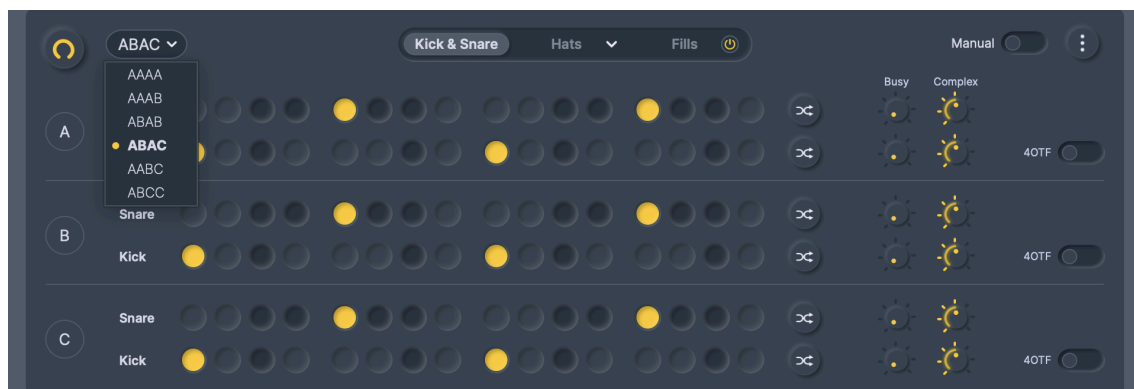 ABAC Kick & Snare Hats Fills Manual
AAAA
AAAB
ABAB
ABAC
AABC
ABCC
Busy Complex
A
4OTF
B
Snare
Kick
4OTF
C
Snare
Kick
4OTF